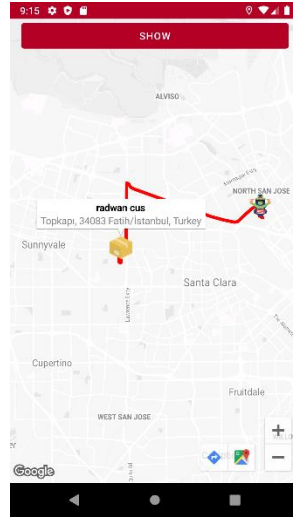 9:15
SHOW
ALVISO
NORTH SAN JOSE
radwan cus
Topkapı, 34083 Fatih/İstanbul, Turkey
Sunnyvale
Santa Clara
Cupertino
Fruitdale
WEST SAN JOSE
Google